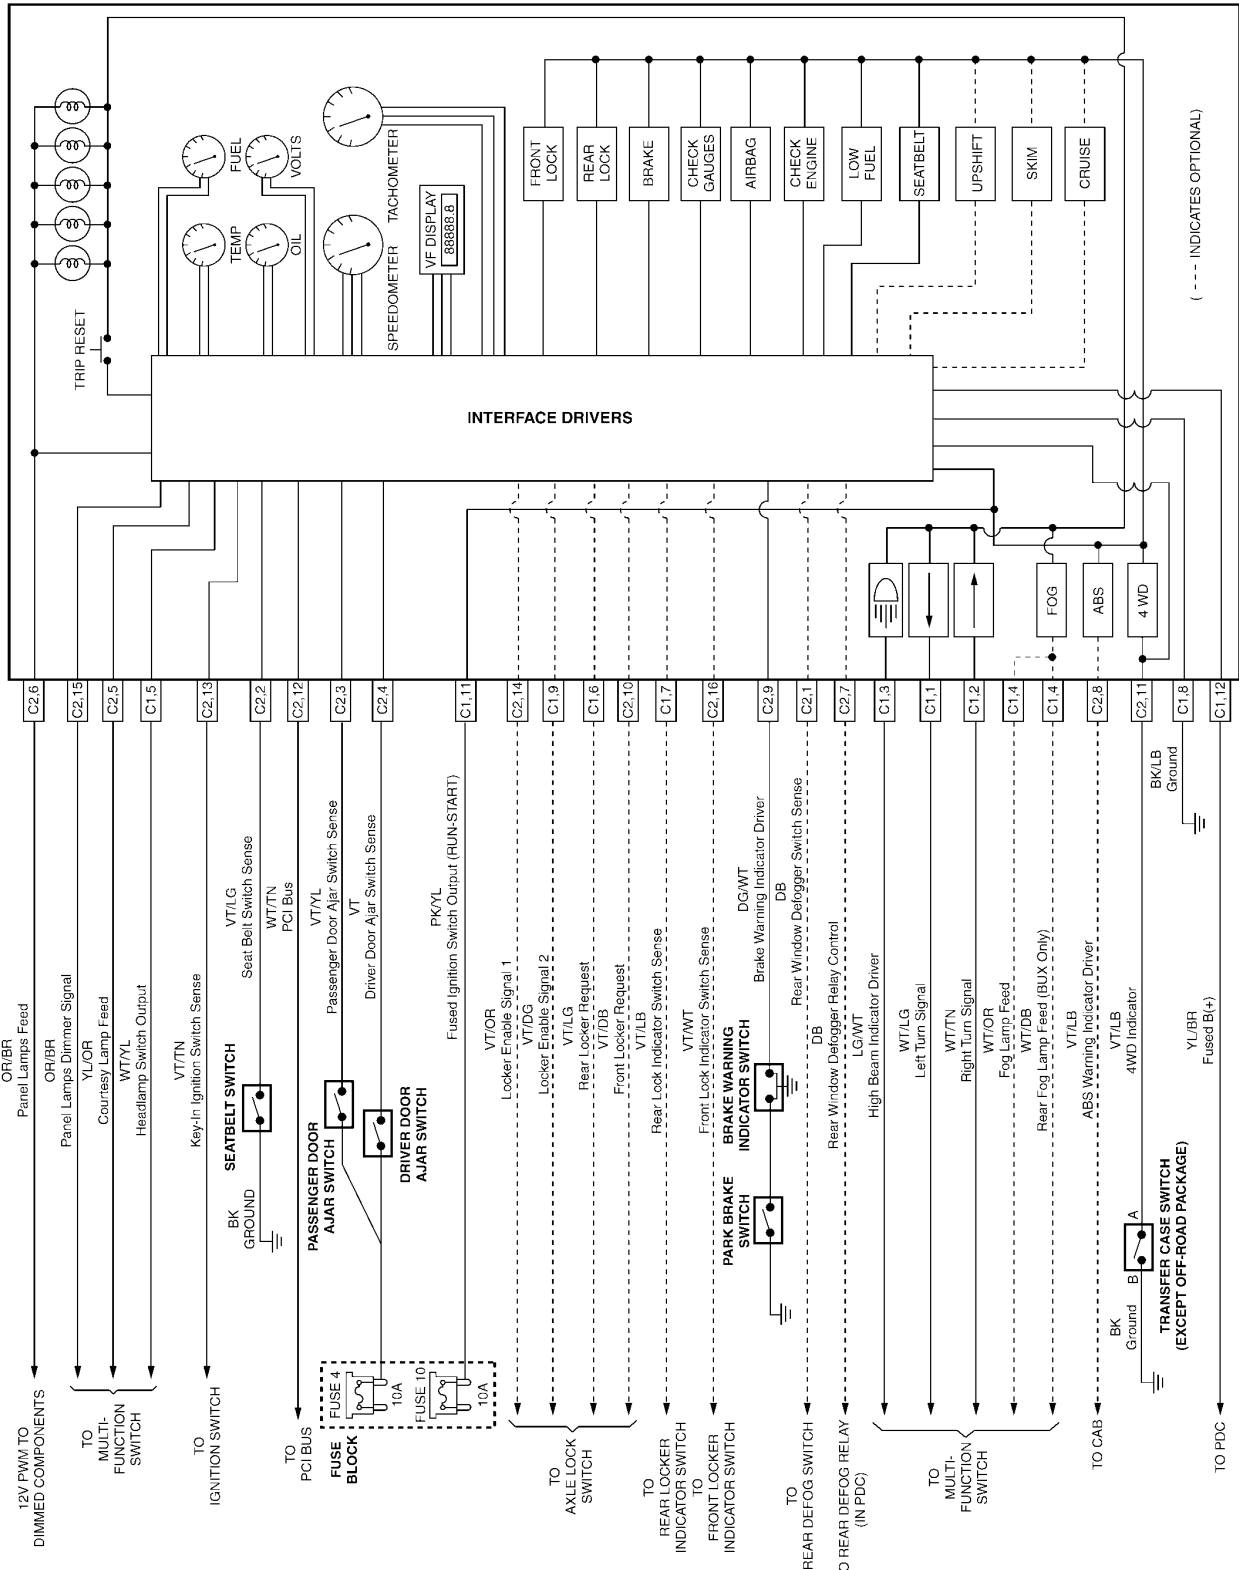 TRIP RESET
FUEL
VOLTS
TEMP
OIL
TACHOMETER
SPEEDOMETER
VF DISPLAY
88888.8
FRONT
LOCK
REAR
LOCK
BRAKE
CHECK
GAUGES
AIRBAG
CHECK
ENGINE
LOW
FUEL
SEATBELT
UPSHIFT
SKIM
CRUISE
( --- INDICATES OPTIONAL)
INTERFACE DRIVERS
FOG
ABS
4 WD
C2,6
C2,15
C2,5
C1,5
C2,13
C2,2
C2,12
C2,3
C2,4
C1,11
C2,14
C1,9
C1,6
C2,10
C1,7
C2,16
C2,9
C2,1
C2,7
C1,3
C1,1
C1,2
C1,4
C1,4
C2,8
C2,11
C1,8
C1,12
OR/BR
Panel Lamps Feed
OR/BR
Panel Lamps Dimmer Signal
YL/OR
Courtesy Lamp Feed
WT/YL
Headlamp Switch Output
VT/TN
Key-In Ignition Switch Sense
VT/LG
Seat Belt Switch Sense
WT/TN
PCI Bus
VT/YL
Passenger Door Ajar Switch Sense
VT
Driver Door Ajar Switch Sense
PK/YL
Fused Ignition Switch Output (RUN-START)
VT/OR
Locker Enable Signal 1
VT/DG
Locker Enable Signal 2
VT/LG
Rear Locker Request
VT/DB
Front Locker Request
VT/LB
Rear Lock Indicator Switch Sense
VT/WT
Front Lock Indicator Switch Sense
DG/WT
Brake Warning Indicator Driver
DB
Rear Window Defogger Switch Sense
DB
Rear Window Defogger Relay Control
LG/WT
High Beam Indicator Driver
WT/LG
Left Turn Signal
WT/TN
Right Turn Signal
WT/OR
Fog Lamp Feed
WT/DB
Rear Fog Lamp Feed (BUX Only)
VT/LB
ABS Warning Indicator Driver
VT/LB
4WD Indicator
BK/LB
Ground
YL/BR
Fused B(+)
SEATBELT SWITCH
BK
GROUND
PASSENGER DOOR
AJAR SWITCH
DRIVER DOOR
AJAR SWITCH
BRAKE WARNING
INDICATOR SWITCH
PARK BRAKE
SWITCH
A
B
BK
Ground
TRANSFER CASE SWITCH
(EXCEPT OFF-ROAD PACKAGE)
FUSE 4
10A
FUSE 10
10A
FUSE
BLOCK
12V PWM TO
DIMMED COMPONENTS
TO
MULTI-
FUNCTION
SWITCH
TO
IGNITION SWITCH
TO
PCI BUS
TO
AXLE LOCK
SWITCH
TO
REAR LOCKER
INDICATOR SWITCH
TO
FRONT LOCKER
INDICATOR SWITCH
TO
REAR DEFOG SWITCH
O REAR DEFOG RELAY
(IN PDC)
TO
MULTI-
FUNCTION
SWITCH
TO CAB
TO PDC